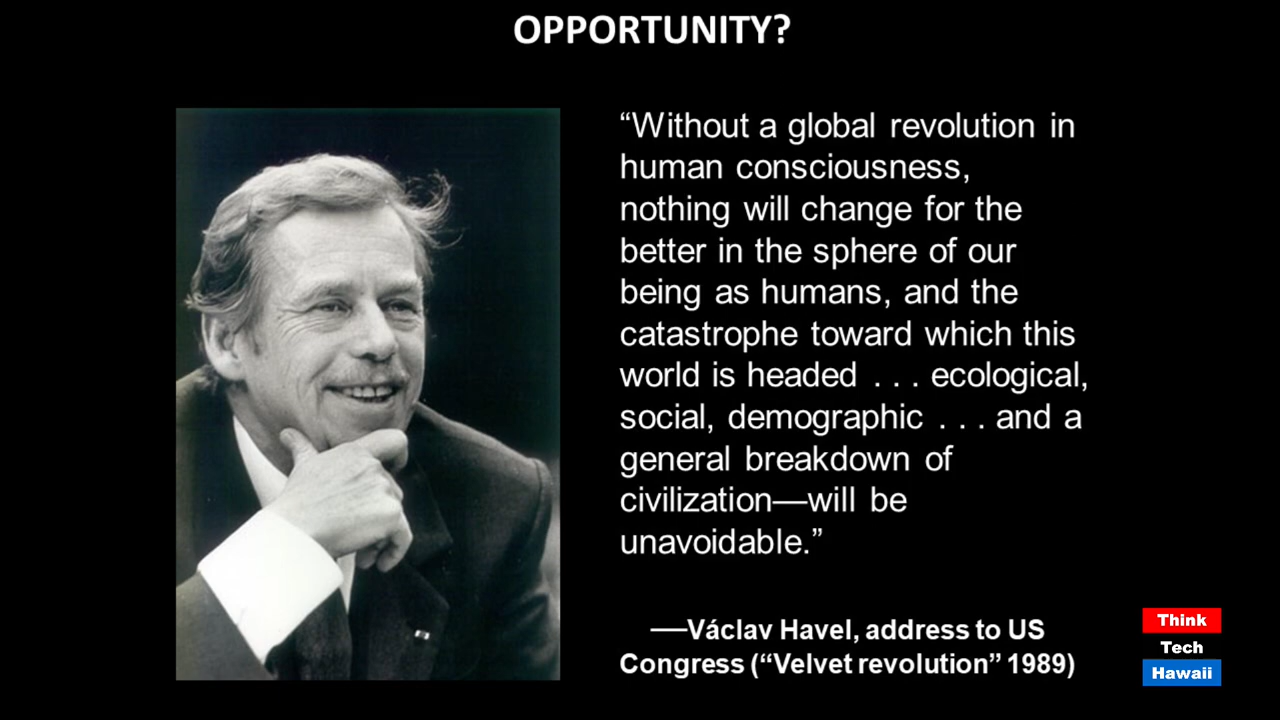 OPPORTUNITY?
“Without a global revolution in
human consciousness,
nothing will change for the
better in the sphere of our
being as humans, and the
catastrophe toward which this
world is headed . . . ecological,
social, demographic . . . and a
general breakdown of
civilization—will be
unavoidable.”
—Václav Havel, address to US
Congress (“Velvet revolution” 1989)
Think
Tech
Hawaii